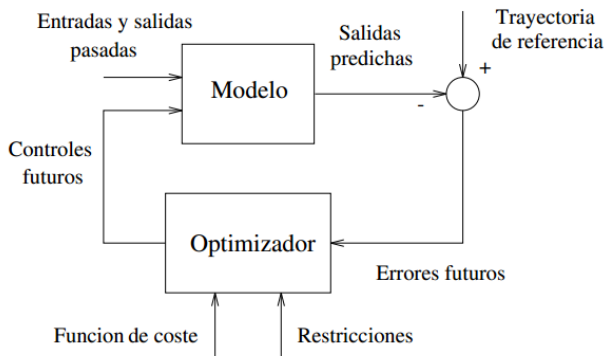 Entradas y salidas
pasadas
Modelo
Salidas
predichas
Trayectoria
de referencia
+
-
Controles
futuros
Optimizador
Errores futuros
Funcion de coste
Restricciones